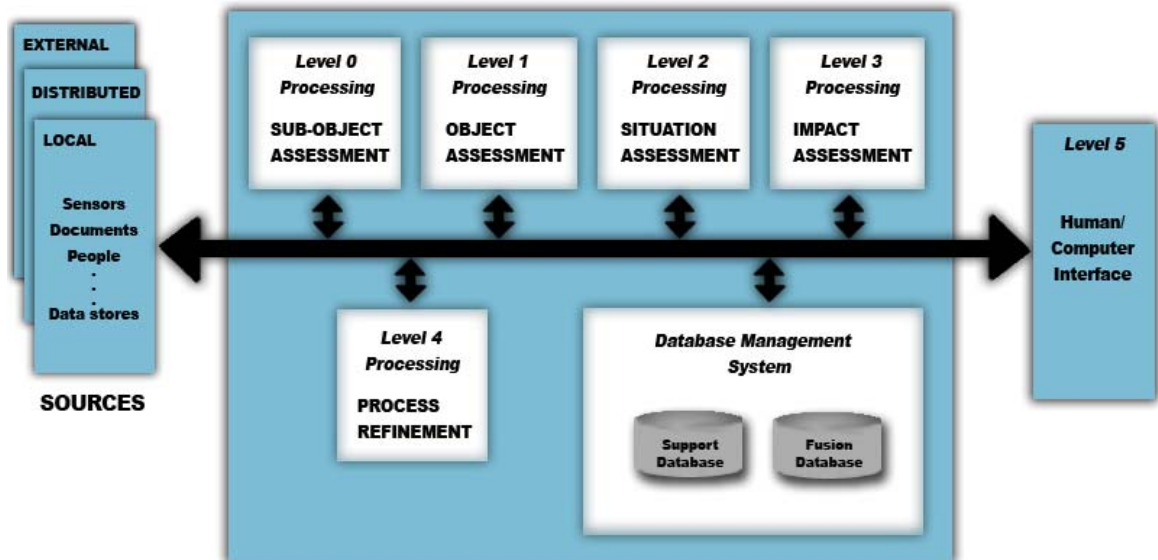 EXTERNAL
DISTRIBUTED
LOCAL
Sensors
Documents
People
.
.
.
Data stores
SOURCES
Level 0
Processing
SUB-OBJECT
ASSESSMENT
Level 1
Processing
OBJECT
ASSESSMENT
Level 2
Processing
SITUATION
ASSESSMENT
Level 3
Processing
IMPACT
ASSESSMENT
Level 4
Processing
PROCESS
REFINEMENT
Database Management
System
Support
Database
Fusion
Database
Level 5
Human/
Computer
Interface